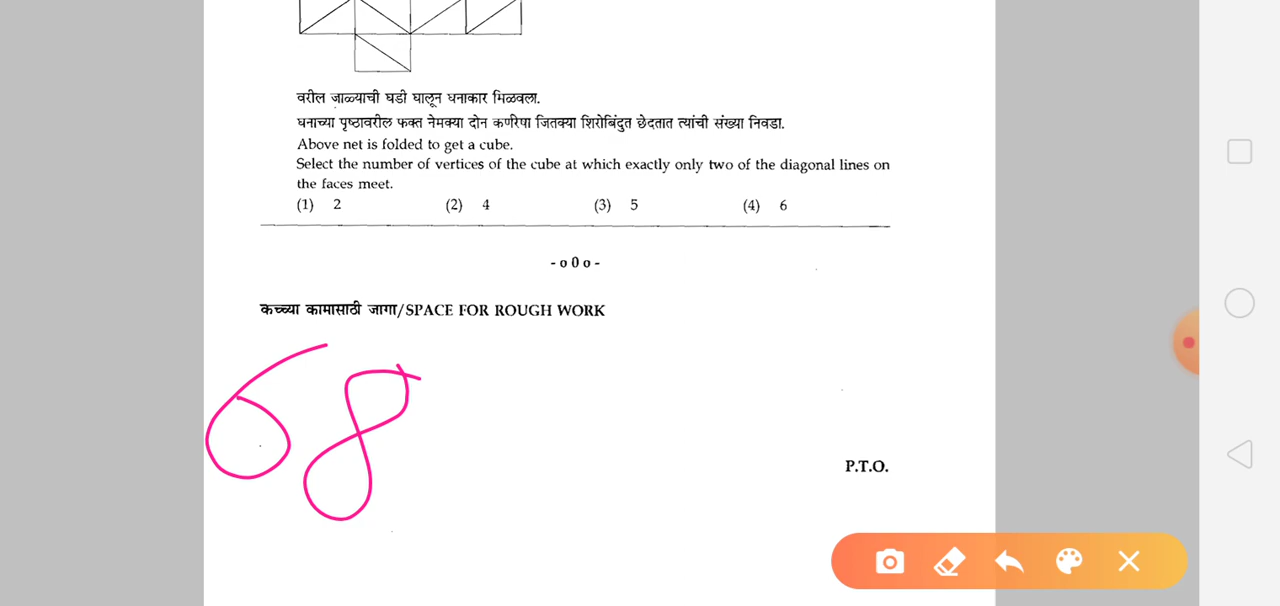 वरील जाळ्याची घडी घालून घनाकार मिळवला.
घनाच्या पृष्ठावरील फक्त नेमक्या दोन कर्णरेषा जितक्या शिरोबिंदुत छेदतात त्यांची संख्या निवडा.
Above net is folded to get a cube.
Select the number of vertices of the cube at which exactly only two of the diagonal lines on
the faces meet.
(1) 2 (2) 4 (3) 5 (4) 6
- o 0 o -
कच्च्या कामासाठी जागा/SPACE FOR ROUGH WORK
68
P.T.O.